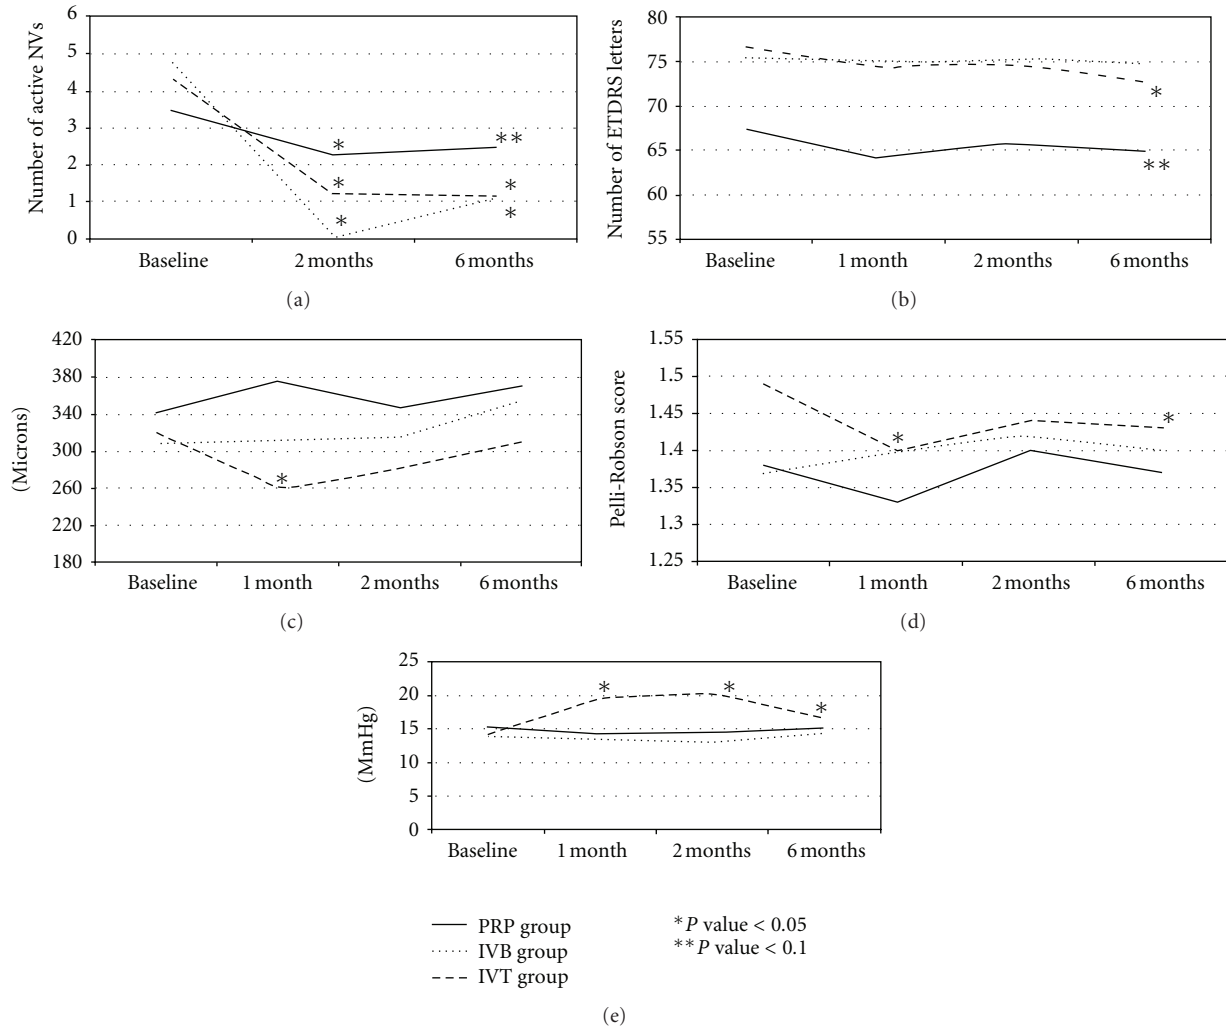 6
5
4
3
2
1
0
Number of active NVs
*
**
*
*
*
*
Baseline 2 months 6 months
(a)
80
75
70
65
60
55
Number of ETDRS letters
*
**
Baseline 1 month 2 months 6 months
(b)
420
380
340
300
260
220
180
(Microns)
*
Baseline 1 month 2 months 6 months
(c)
1.55
1.5
1.45
1.4
1.35
1.3
1.25
Pelli-Robson score
*
*
Baseline 1 month 2 months 6 months
(d)
25
20
15
10
5
0
(MmHg)
*
*
*
Baseline 1 month 2 months 6 months
PRP group
IVB group
IVT group
*P value < 0.05
**P value < 0.1
(e)